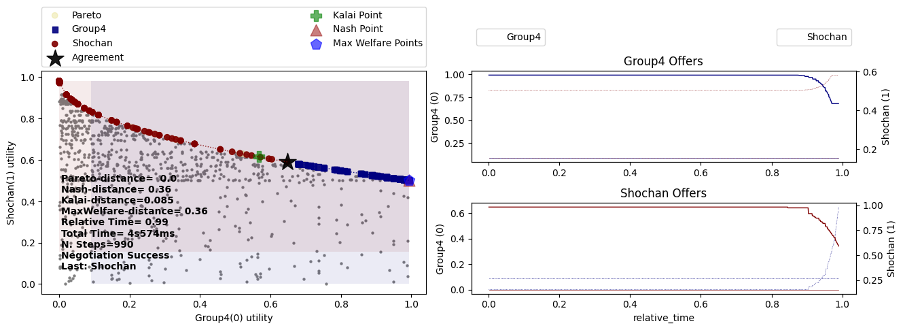 Pareto
Group4
Shochan
Agreement
Kalai Point
Nash Point
Max Welfare Points
1.0
0.8
0.6
0.4
0.2
0.0
Shochan(1) utility
Pareto-distance= 0.0
Nash-distance= 0.36
Kalai-distance=0.085
MaxWelfare-distance= 0.36
Relative Time= 0.99
Total Time= 4s574ms
N. Steps=990
Negotiation Success
Last: Shochan
0.0 0.2 0.4 0.6 0.8 1.0
Group4(0) utility
Group4
Shochan
Group4 Offers
1.00
0.75
0.50
0.25
Group4 (0)
0.6
0.4
0.2
Shochan (1)
0.0 0.2 0.4 0.6 0.8 1.0
Shochan Offers
0.6
0.4
0.2
0.0
Group4 (0)
1.00
0.75
0.50
0.25
Shochan (1)
0.0 0.2 0.4 0.6 0.8 1.0
relative_time